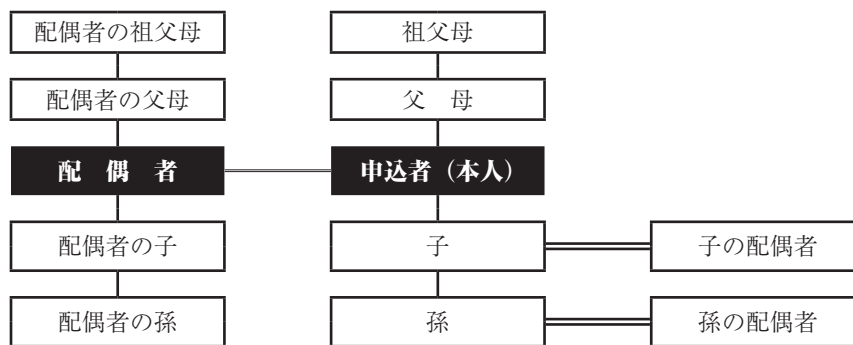 配偶者の祖父母 祖父母
配偶者の父母 父　母
配　偶　者 申込者（本人）
配偶者の子 子 子の配偶者
配偶者の孫 孫 孫の配偶者